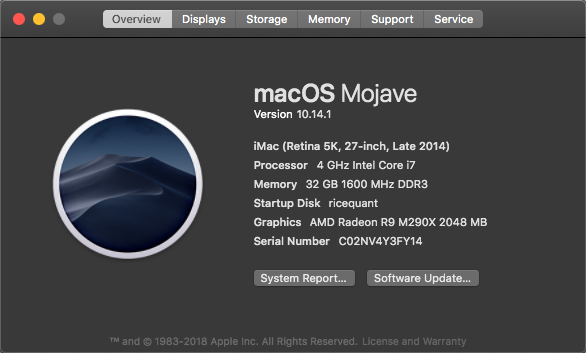 Overview Displays Storage Memory Support Service
macOS Mojave
Version 10.14.1
iMac (Retina 5K, 27-inch, Late 2014)
Processor 4 GHz Intel Core i7
Memory 32 GB 1600 MHz DDR3
Startup Disk ricequant
Graphics AMD Radeon R9 M290X 2048 MB
Serial Number C02NV4Y3FY14
System Report... Software Update...
™ and © 1983-2018 Apple Inc. All Rights Reserved. License and Warranty